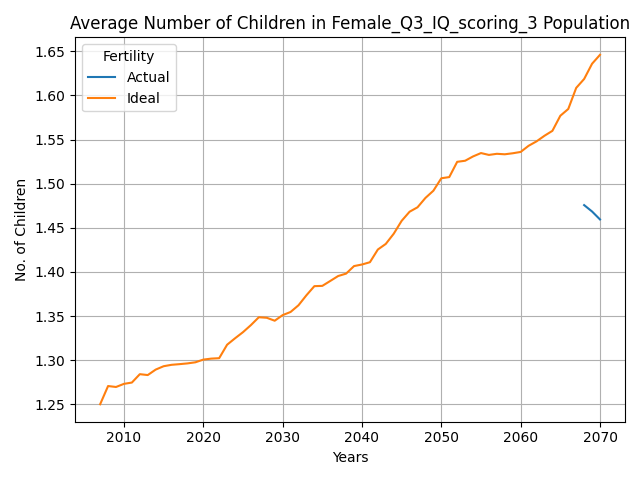 Average Number of Children in Female_Q3_IQ_scoring_3 Population
Fertility
Actual
Ideal
1.65
1.60
1.55
1.50
1.45
1.40
1.35
1.30
1.25
No. of Children
2010
2020
2030
2040
2050
2060
2070
Years